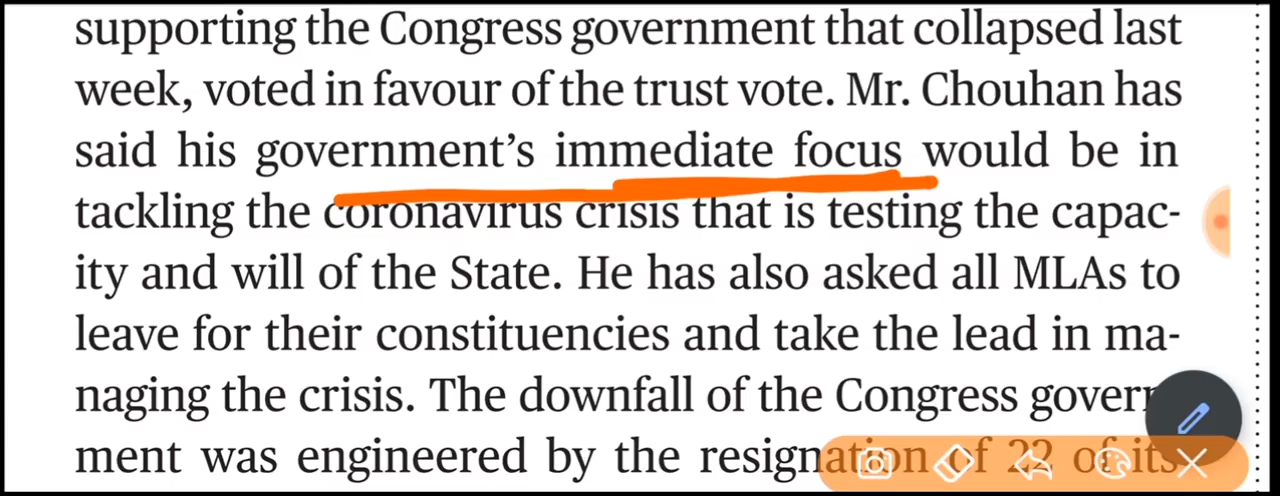 supporting the Congress government that collapsed last
week, voted in favour of the trust vote. Mr. Chouhan has
said his government’s immediate focus would be in
tackling the coronavirus crisis that is testing the capac-
ity and will of the State. He has also asked all MLAs to
leave for their constituencies and take the lead in ma-
naging the crisis. The downfall of the Congress govern-
ment was engineered by the resignation of 22 of its